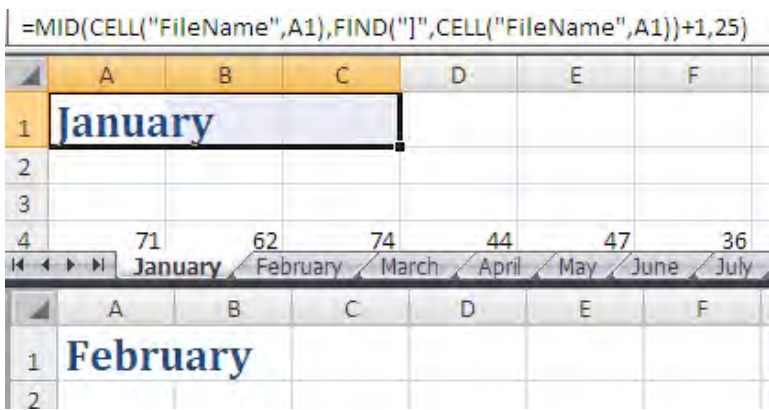 =MID(CELL("FileName",A1),FIND("]",CELL("FileName",A1))+1,25)
A B C D E F
1 January
2
3
4 71 62 74 44 47 36
January February March April May June July
A B C D E F
1 February
2